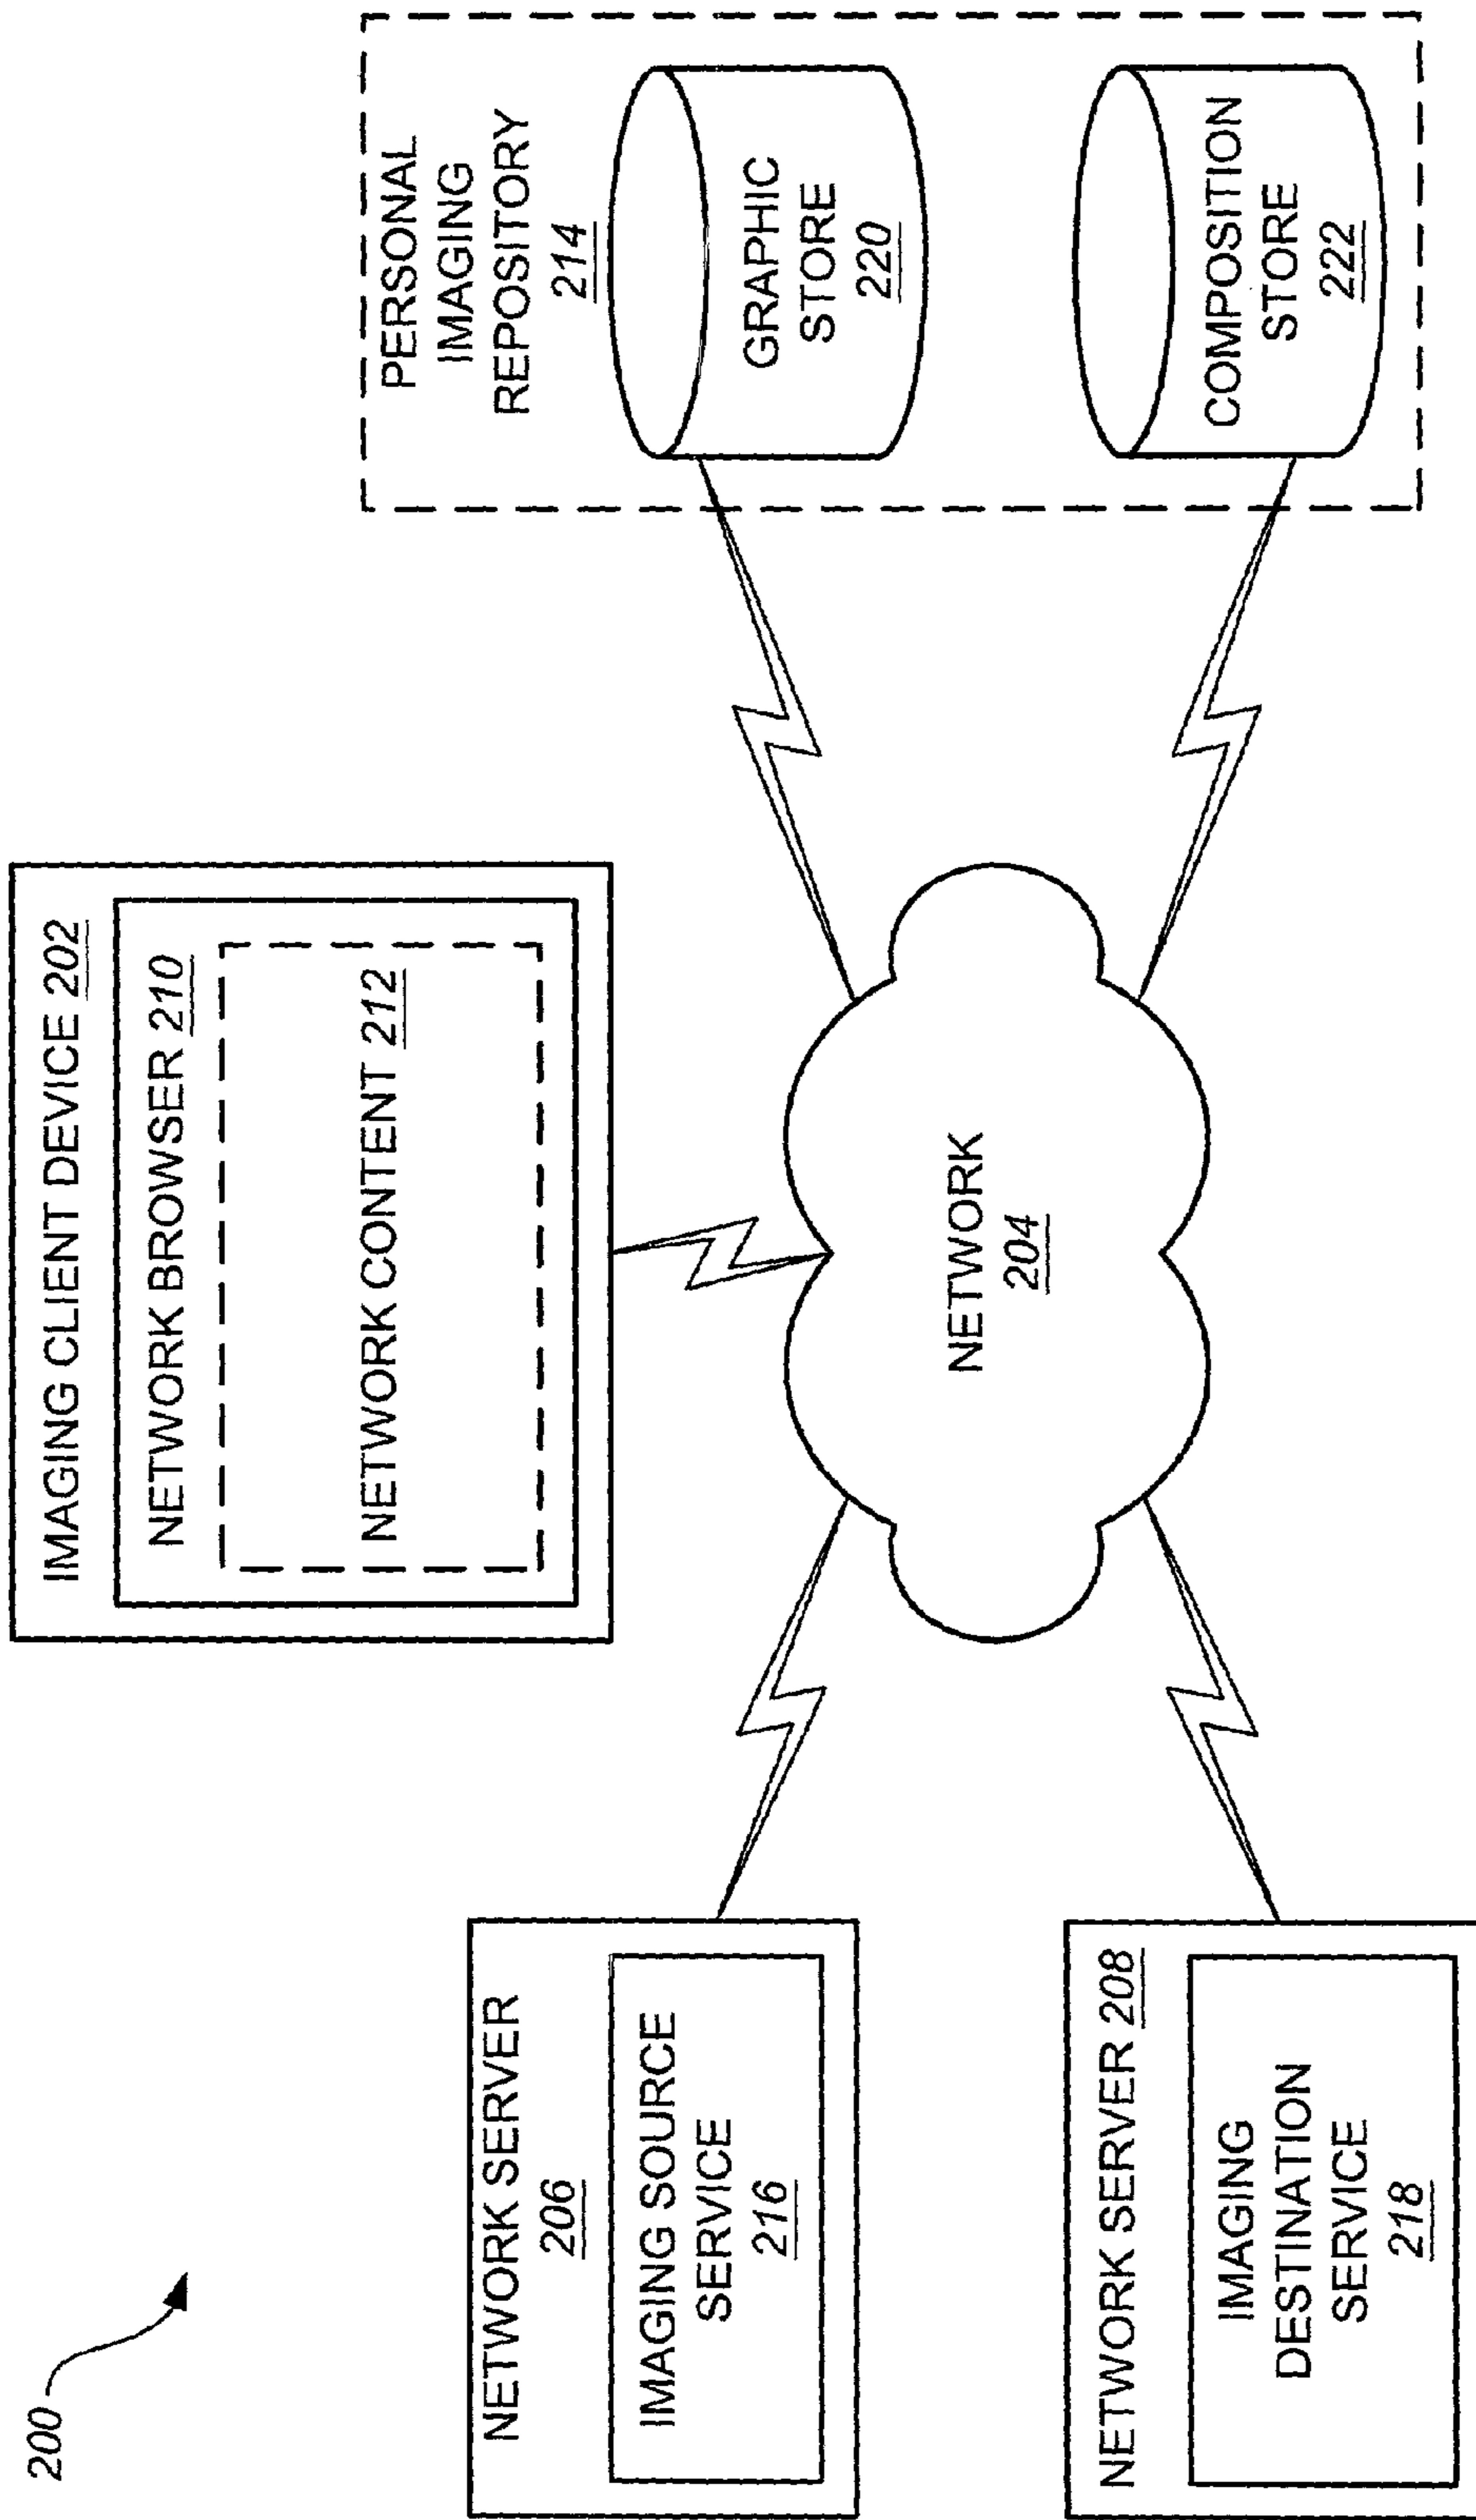 200
IMAGING CLIENT DEVICE 202
NETWORK BROWSER 210
NETWORK CONTENT 212
PERSONAL
IMAGING
REPOSITORY
214
GRAPHIC
STORE
220
COMPOSITION
STORE
222
NETWORK
204
NETWORK SERVER
206
IMAGING SOURCE
SERVICE
216
NETWORK SERVER 208
IMAGING
DESTINATION
SERVICE
218